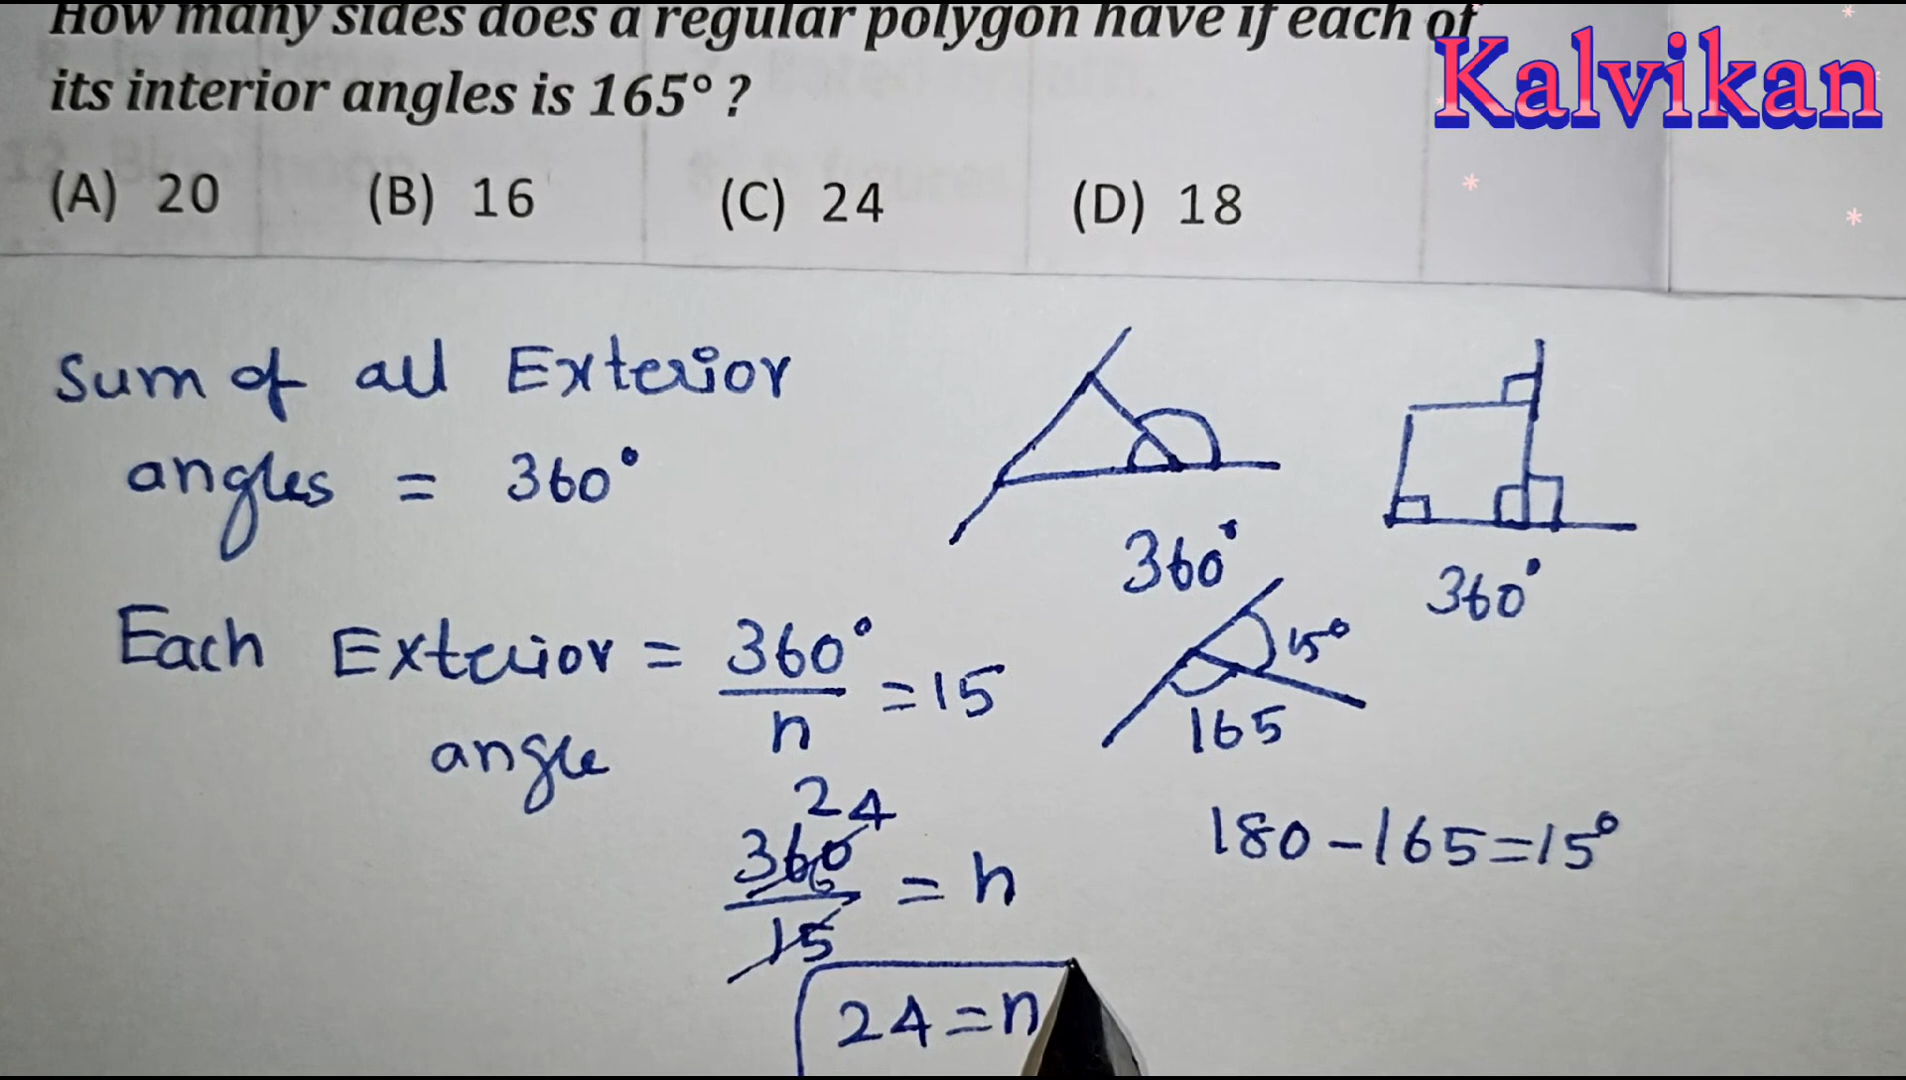 How many sides does a regular polygon have if each of
its interior angles is 165° ?
Kalvikan
(A) 20 (B) 16 (C) 24 (D) 18
Sum of all Exterior
angles = 360°
360°
360°
Each Exterior = 360°/n = 15
angle
15°
165
180-165=15°
24
360/15 = n
24=n